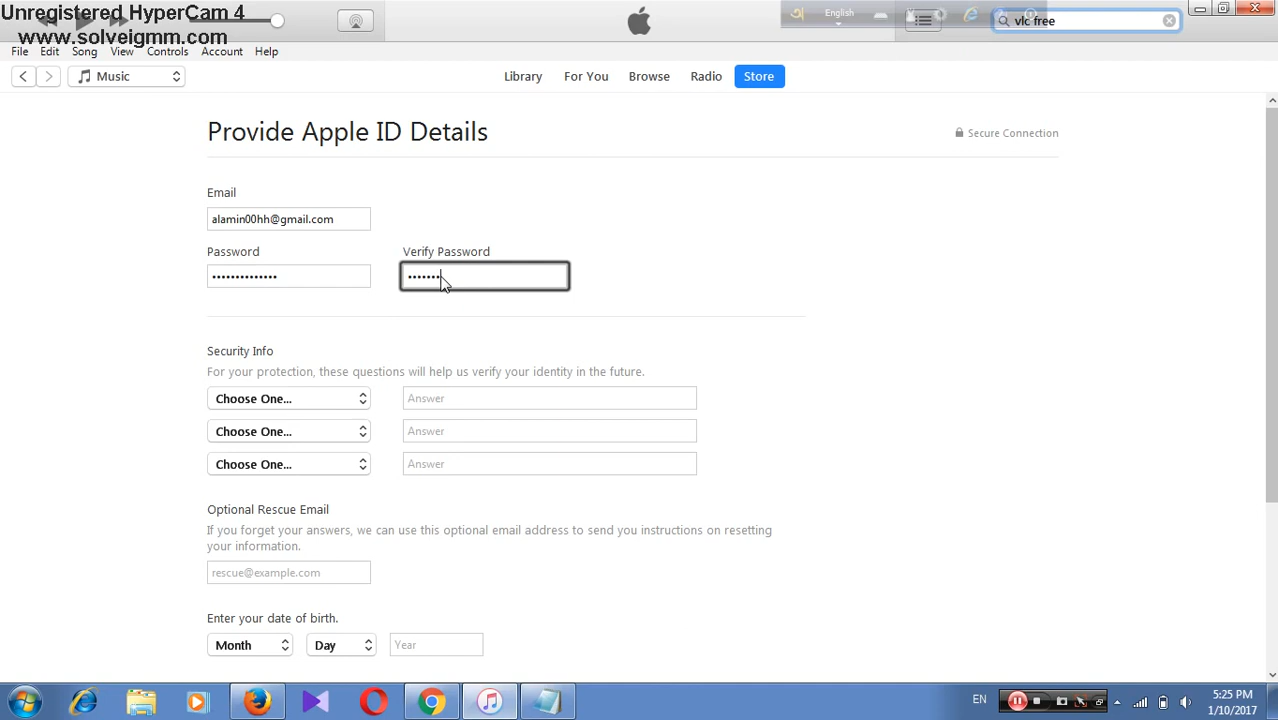 Unregistered HyperCam 4
www.solveigmm.com
English
vlc free
File Edit Song View Controls Account Help
Music
Library For You Browse Radio Store
Provide Apple ID Details
Secure Connection
Email
alamin00hh@gmail.com
Password Verify Password
•••••••••••••• •••••••
Security Info
For your protection, these questions will help us verify your identity in the future.
Choose One... Answer
Choose One... Answer
Choose One... Answer
Optional Rescue Email
If you forget your answers, we can use this optional email address to send you instructions on resetting
your information.
rescue@example.com
Enter your date of birth.
Month Day Year
EN
5:25 PM
1/10/2017